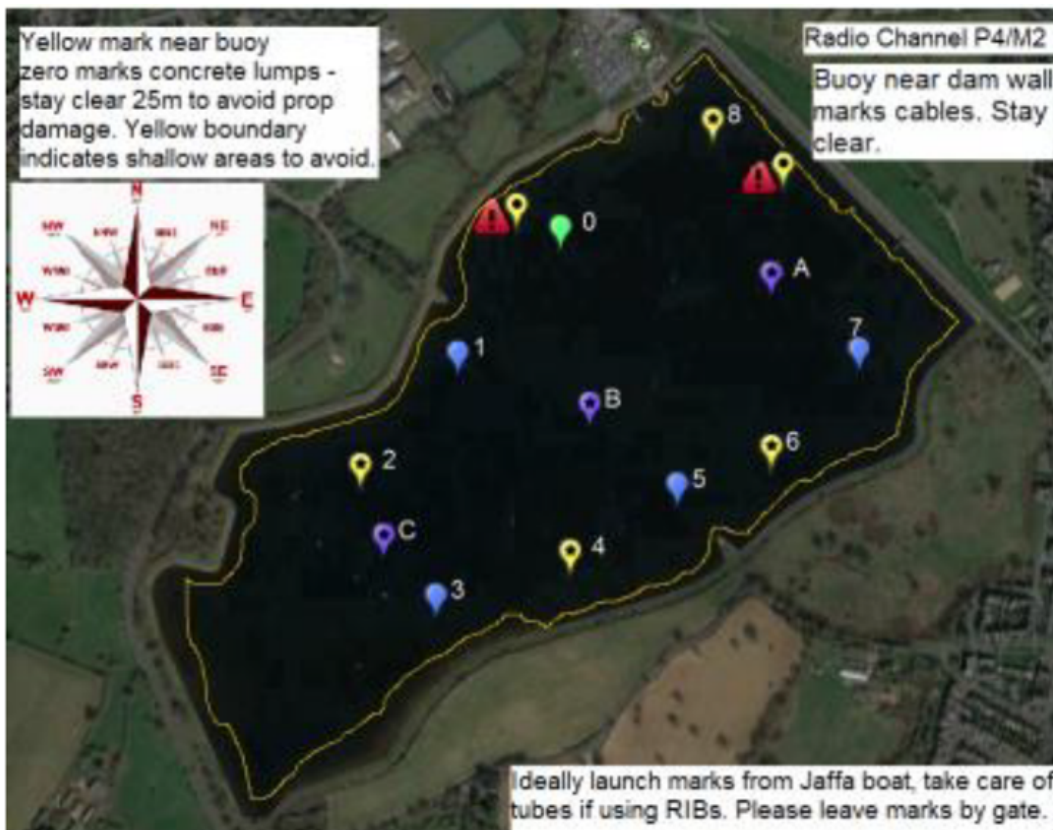 Yellow mark near buoy
zero marks concrete lumps -
stay clear 25m to avoid prop
damage. Yellow boundary
indicates shallow areas to avoid.
Radio Channel P4/M2
Buoy near dam wall
marks cables. Stay
clear.
N
NW
NE
W
E
SW
SE
S
8
0
A
7
1
B
6
2
5
C
4
3
Ideally launch marks from Jaffa boat, take care of
tubes if using RIBs. Please leave marks by gate.